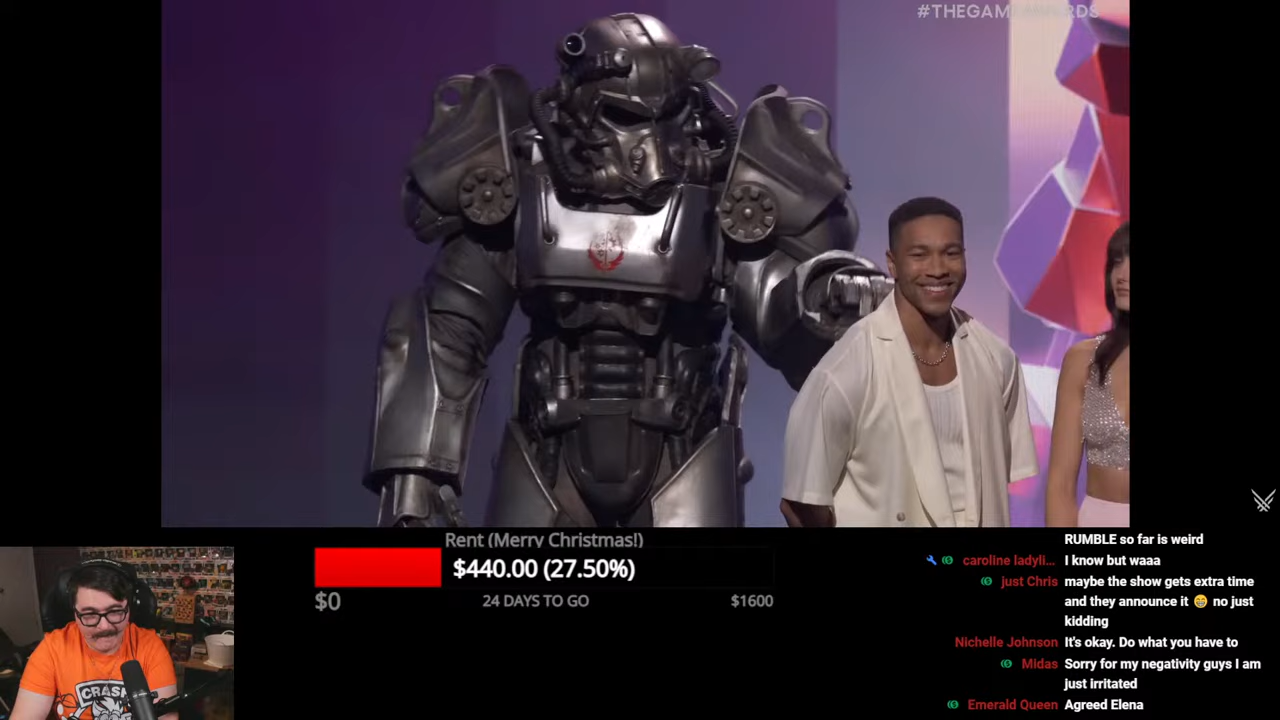 #THEGAMEAWARDS
Rent (Merry Christmas!)
$440.00 (27.50%)
$0
24 DAYS TO GO
$1600
CRASH
RUMBLE so far is weird
caroline ladyli... I know but waaa
just Chris maybe the show gets extra time
and they announce it 😁 no just
kidding
Nichelle Johnson It's okay. Do what you have to
Midas Sorry for my negativity guys I am
just irritated
Emerald Queen Agreed Elena